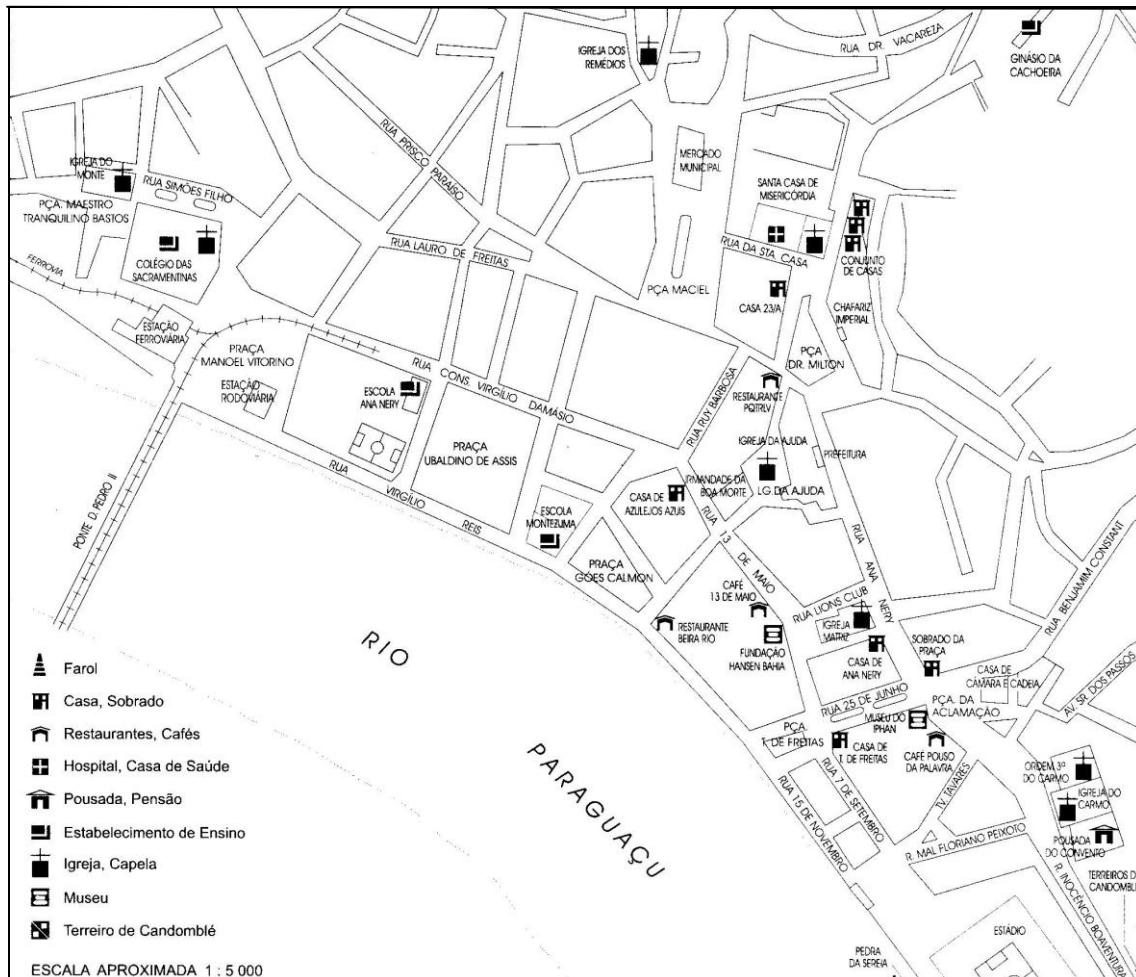 IGREJA DOS
REMÉDIOS
RUA DR. VACAREZA
GINÁSIO DA
CACHOEIRA
RUA PRISCO
PARAÍSO
MERCADO
MUNICIPAL
IGREJA DO
MONTE
RUA SIMÕES FILHO
PÇA. MAESTRO
TRANQUILINO BASTOS
SANTA CASA DE
MISERICÓRDIA
RUA DA STA. CASA
CONJUNTO
DE CASAS
COLÉGIO DAS
SACRAMENTINAS
RUA LAURO DE FREITAS
FERROVIA
PÇA MACIEL
CASA 23/A
CHAFARIZ
IMPERIAL
ESTAÇÃO
FERROVIÁRIA
PRAÇA
MANOEL VITORINO
PÇA
DR. MILTON
ESTAÇÃO
RODOVIÁRIA
ESCOLA
ANA NERY
RUA CONS. VIRGÍLIO DAMÁSIO
RUA RUY BARBOSA
RESTAURANTE
PQTRLV
PRAÇA
UBALDINO DE ASSIS
IGREJA DA AJUDA
PREFEITURA
RUA VIRGÍLIO REIS
CASA DE
AZULEJOS AZUIS
IRMANDADE DA
BOA MORTE
LG. DA AJUDA
PONTE D. PEDRO II
ESCOLA
MONTEZUMA
RUA 13 DE MAIO
RUA ANA NERY
PRAÇA
GÓES CALMON
CAFÉ
13 DE MAIO
RUA LIONS CLUB
RUA BENJAMIM CONSTANT
RESTAURANTE
BEIRA RIO
FUNDAÇÃO
HANSEN BAHIA
IGREJA
MATRIZ
CASA DE
ANA NERY
SOBRADO DA
PRAÇA
CASA DE
CÂMARA E CADEIA
AV. SR. DOS PASSOS
RUA 25 DE JUNHO
PÇA. DA
ACLAMAÇÃO
MUSEU DO
IPHAN
PÇA.
T. DE FREITAS
CASA DE
T. DE FREITAS
CAFÉ POUSO
DA PALAVRA
ORDEM 3ª
DO CARMO
IGREJA DO
CARMO
RUA 15 DE NOVEMBRO
RUA 7 DE SETEMBRO
TV. TAVARES
R. MAL FLORIANO PEIXOTO
POUSADA
DO CONVENTO
TERREIROS DE
CANDOMBLÉ
R. INOCÊNCIO BOAVENTURA
ESTÁDIO
PEDRA
DA SEREIA
RIO
PARAGUAÇU
Farol
Casa, Sobrado
Restaurantes, Cafés
Hospital, Casa de Saúde
Pousada, Pensão
Estabelecimento de Ensino
Igreja, Capela
Museu
Terreiro de Candomblé
ESCALA APROXIMADA 1 : 5 000